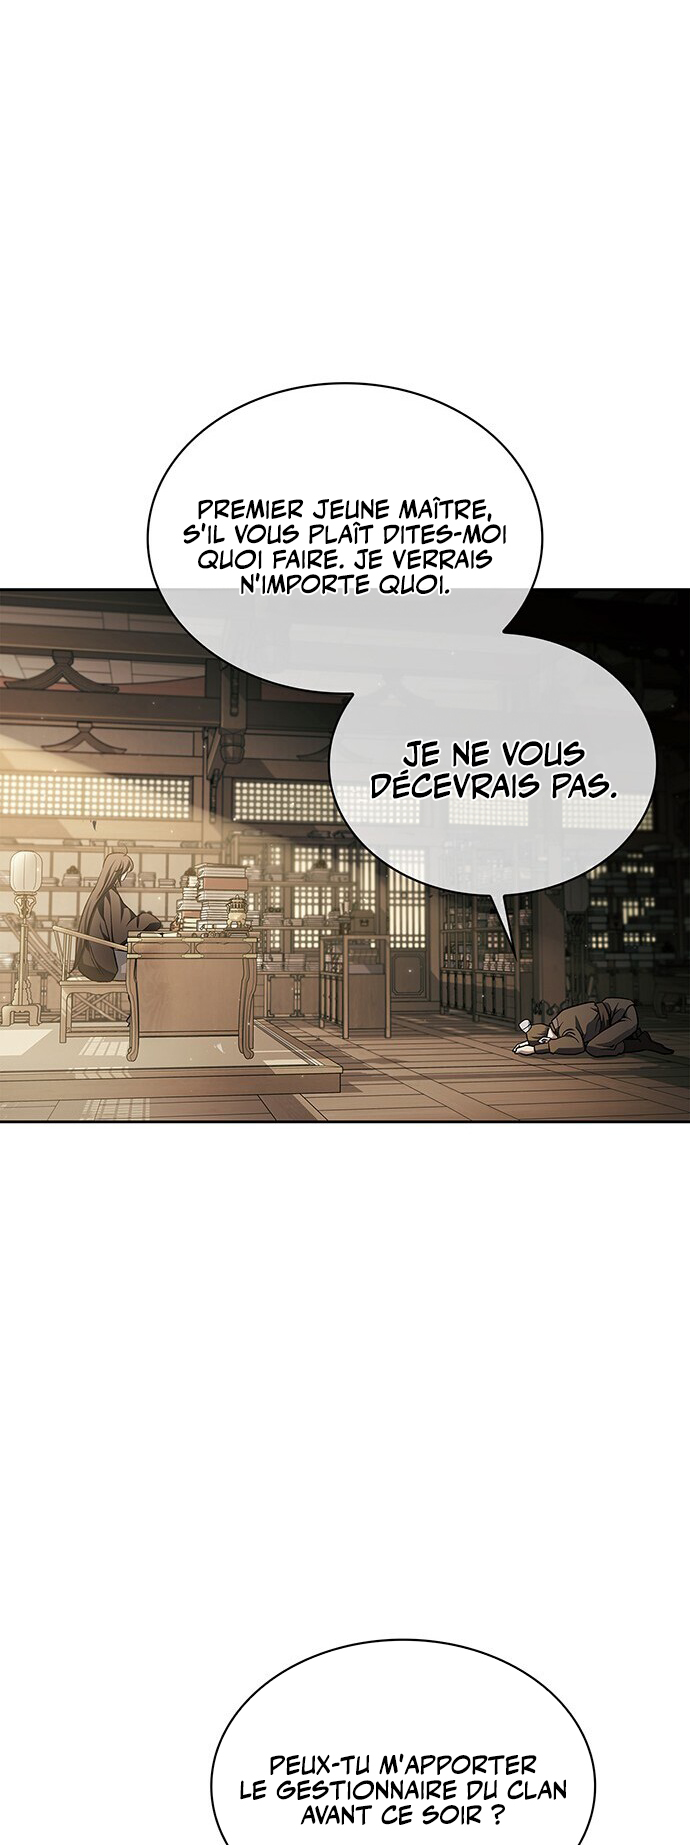 PREMIER JEUNE MAÎTRE,
S'IL VOUS PLAÎT DITES-MOI
QUOI FAIRE. JE VERRAIS
N'IMPORTE QUOI.
JE NE VOUS
DÉCEVRAIS PAS.
PEUX-TU M'APPORTER
LE GESTIONNAIRE DU CLAN
AVANT CE SOIR ?